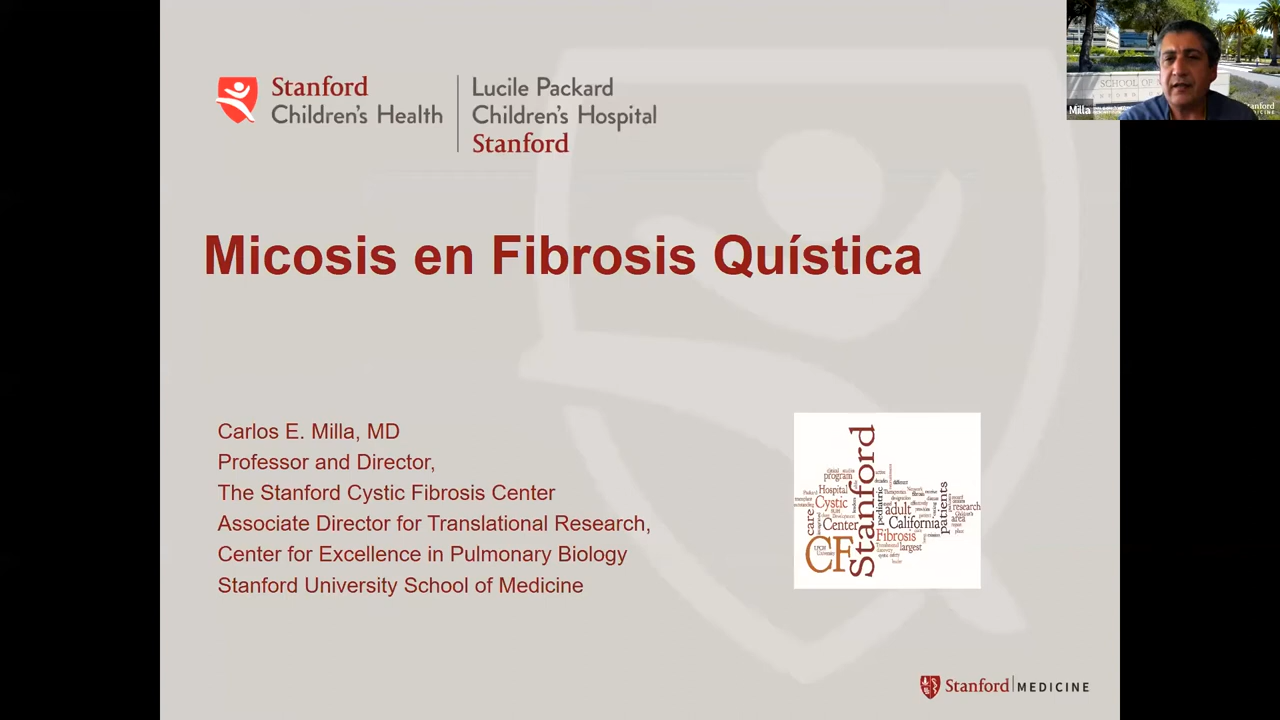 Stanford
Children's Health
Lucile Packard
Children's Hospital
Stanford
Milla
Micosis en Fibrosis Quística
Carlos E. Milla, MD
Professor and Director,
The Stanford Cystic Fibrosis Center
Associate Director for Translational Research,
Center for Excellence in Pulmonary Biology
Stanford University School of Medicine
Stanford
program
Hospital
Cystic
care
Center
CF
pediatric
adult
California
Fibrosis
largest
patients
research
area
Stanford MEDICINE